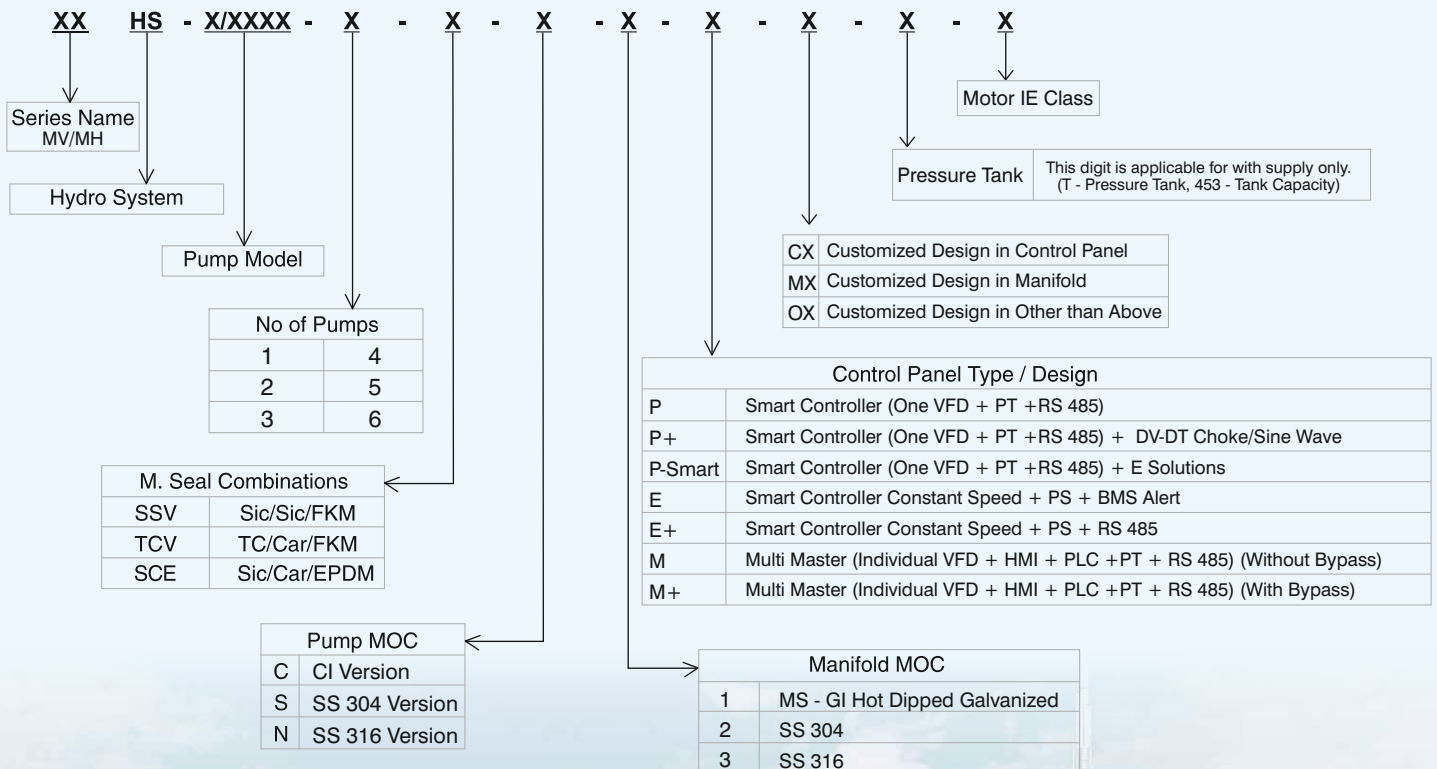 XX HS - X/XXXX - X - X - X - X - X - X - X - X
Motor IE Class
Series Name
MV/MH
Pressure Tank This digit is applicable for with supply only.
(T - Pressure Tank, 453 - Tank Capacity)
Hydro System
CX Customized Design in Control Panel
MX Customized Design in Manifold
OX Customized Design in Other than Above
Pump Model
No of Pumps
1 4
2 5
3 6
Control Panel Type / Design
P Smart Controller (One VFD + PT +RS 485)
P+ Smart Controller (One VFD + PT +RS 485) + DV-DT Choke/Sine Wave
P-Smart Smart Controller (One VFD + PT +RS 485) + E Solutions
E Smart Controller Constant Speed + PS + BMS Alert
E+ Smart Controller Constant Speed + PS + RS 485
M Multi Master (Individual VFD + HMI + PLC +PT + RS 485) (Without Bypass)
M+ Multi Master (Individual VFD + HMI + PLC +PT + RS 485) (With Bypass)
M. Seal Combinations
SSV Sic/Sic/FKM
TCV TC/Car/FKM
SCE Sic/Car/EPDM
Pump MOC
C CI Version
S SS 304 Version
N SS 316 Version
Manifold MOC
1 MS - GI Hot Dipped Galvanized
2 SS 304
3 SS 316